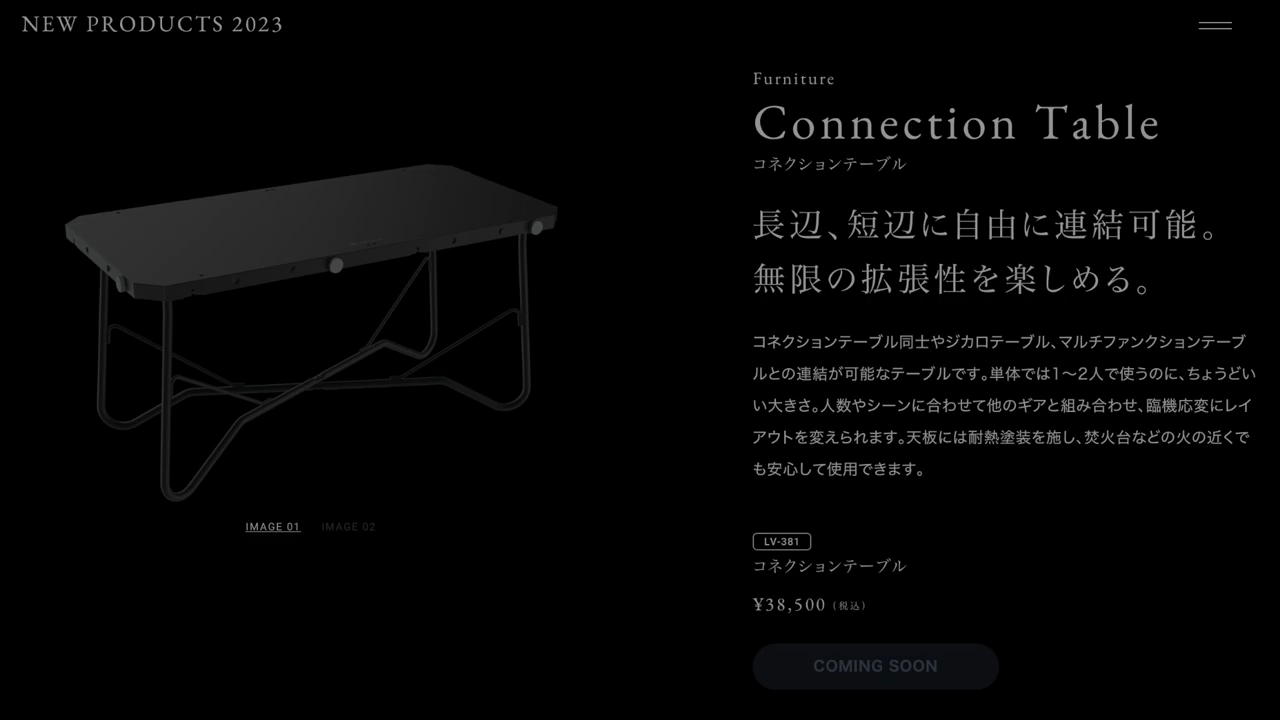 NEW PRODUCTS 2023
Furniture
Connection Table
コネクションテーブル
長辺、短辺に自由に連結可能。
無限の拡張性を楽しめる。
コネクションテーブル同士やジカロテーブル、マルチファンクションテーブ
ルとの連結が可能なテーブルです。単体では1〜2人で使うのに、ちょうどい
い大きさ。人数やシーンに合わせて他のギアと組み合わせ、臨機応変にレイ
アウトを変えられます。天板には耐熱塗装を施し、焚火台などの火の近くで
も安心して使用できます。
IMAGE 01 IMAGE 02
LV-381
コネクションテーブル
¥38,500（税込）
COMING SOON